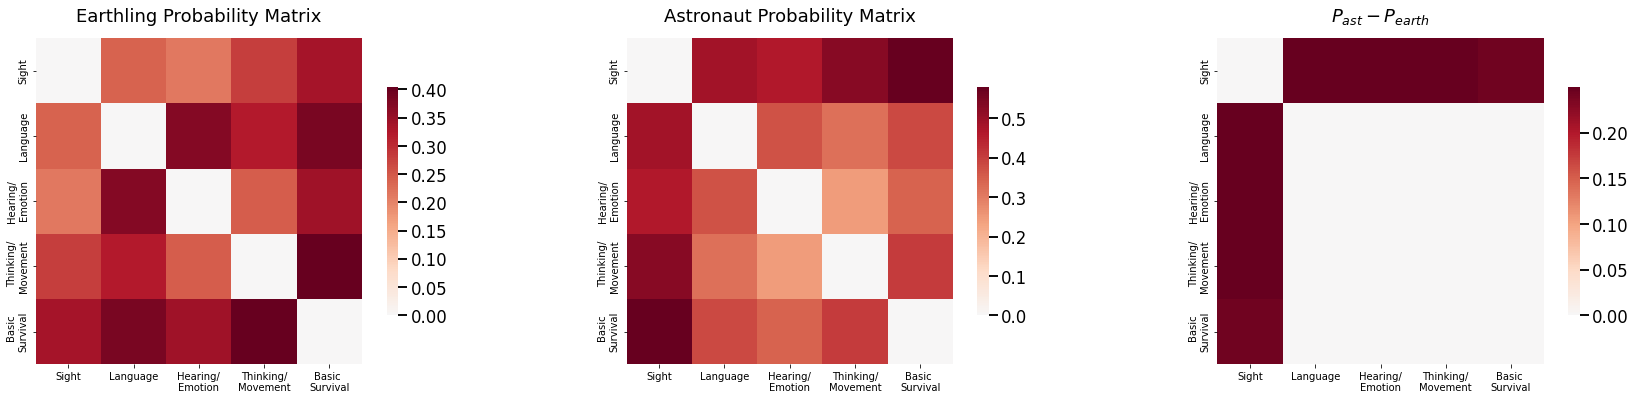 Earthling Probability Matrix
Sight
Language
Hearing/
Emotion
Thinking/
Movement
Basic
Survival
Sight
Language
Hearing/
Emotion
Thinking/
Movement
Basic
Survival
0.40
0.35
0.30
0.25
0.20
0.15
0.10
0.05
0.00
Astronaut Probability Matrix
Sight
Language
Hearing/
Emotion
Thinking/
Movement
Basic
Survival
Sight
Language
Hearing/
Emotion
Thinking/
Movement
Basic
Survival
0.5
0.4
0.3
0.2
0.1
0.0
P_ast − P_earth
Sight
Language
Hearing/
Emotion
Thinking/
Movement
Basic
Survival
Sight
Language
Hearing/
Emotion
Thinking/
Movement
Basic
Survival
0.20
0.15
0.10
0.05
0.00